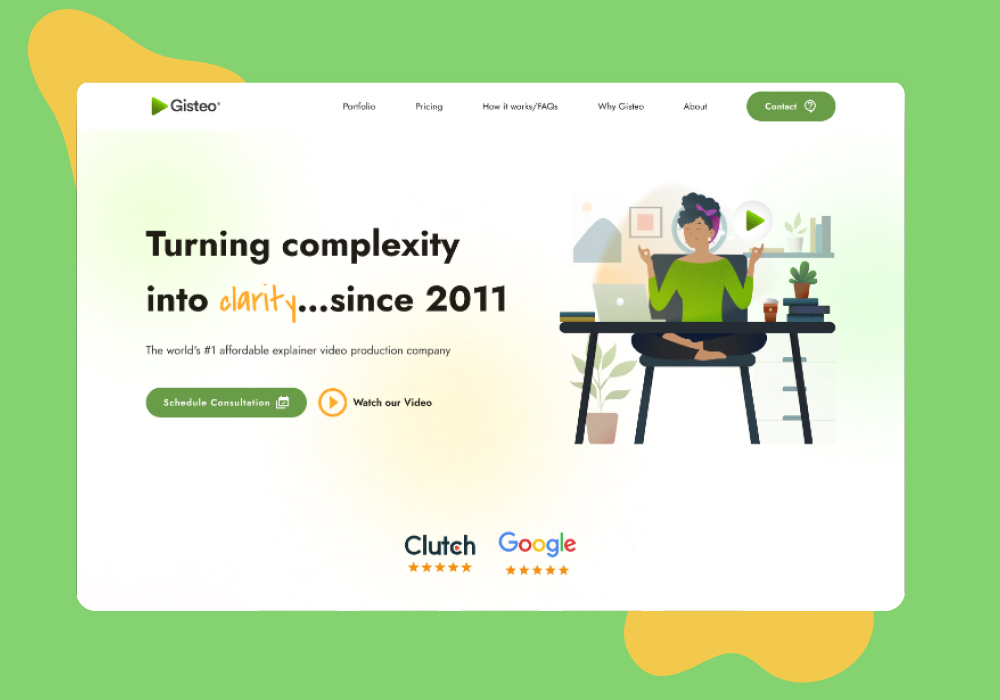 Gisteo®
Portfolio
Pricing
How it works/FAQs
Why Gisteo
About
Contact
Turning complexity
into clarity...since 2011
The world's #1 affordable explainer video production company
Schedule Consultation
Watch our Video
Clutch
Google